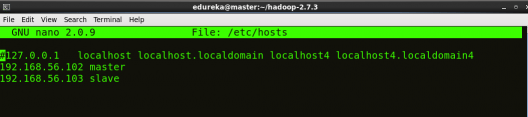 edureka@master:~/hadoop-2.7.3
File Edit View Search Terminal Help
GNU nano 2.0.9 File: /etc/hosts
#127.0.0.1 localhost localhost.localdomain localhost4 localhost4.localdomain4
192.168.56.102 master
192.168.56.103 slave